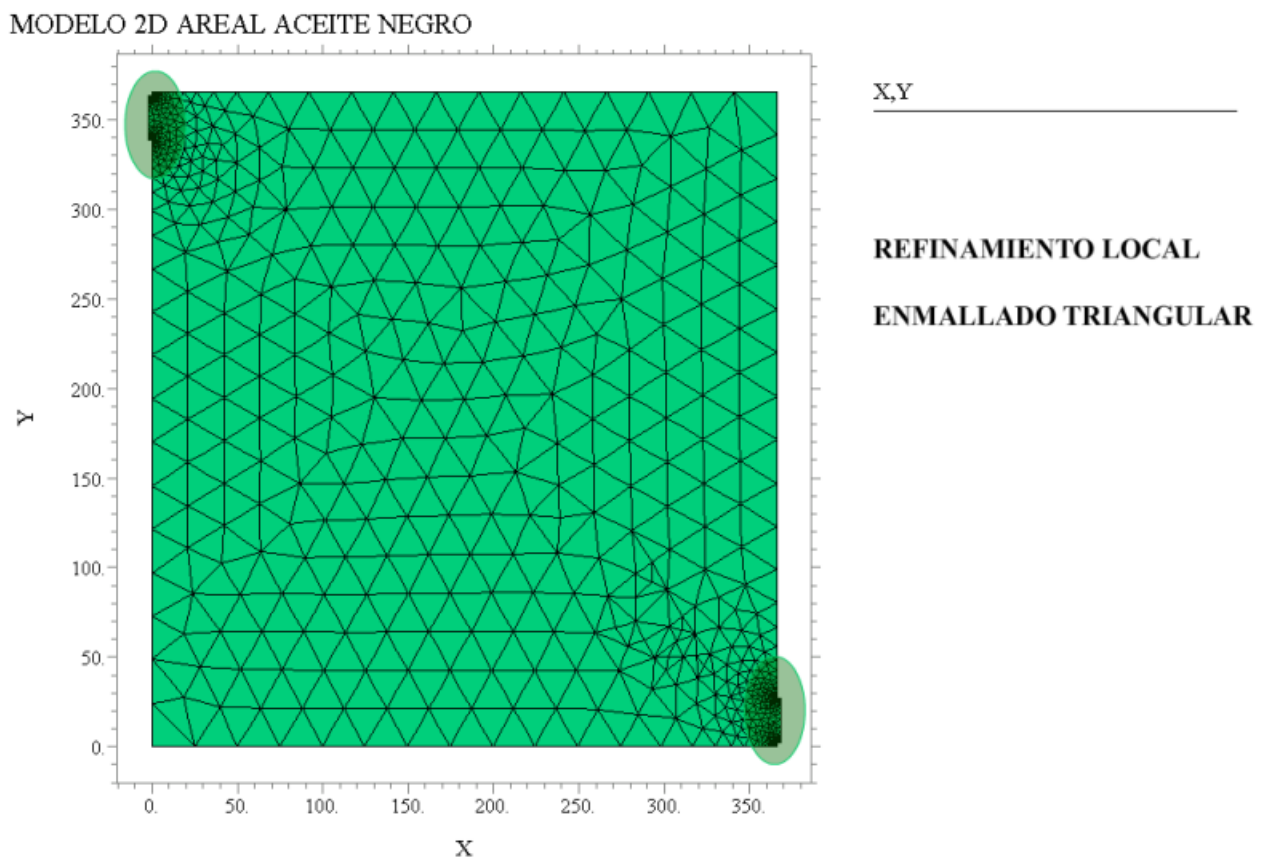 MODELO 2D AREAL ACEITE NEGRO
X,Y
REFINAMIENTO LOCAL
ENMALLADO TRIANGULAR
350.
300.
250.
200.
150.
100.
50.
0.
Y
0. 50. 100. 150. 200. 250. 300. 350.
X